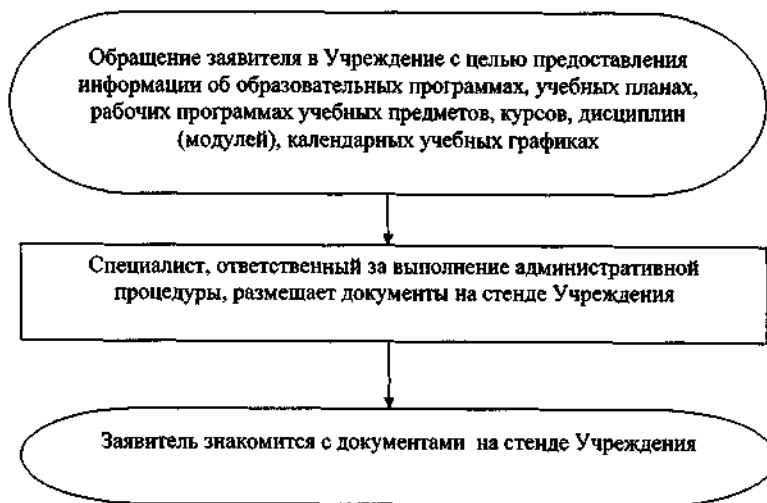 Обращение заявителя в Учреждение с целью предоставления
информации об образовательных программах, учебных планах,
рабочих программах учебных предметов, курсов, дисциплин
(модулей), календарных учебных графиках
Специалист, ответственный за выполнение административной
процедуры, размещает документы на стенде Учреждения
Заявитель знакомится с документами на стенде Учреждения